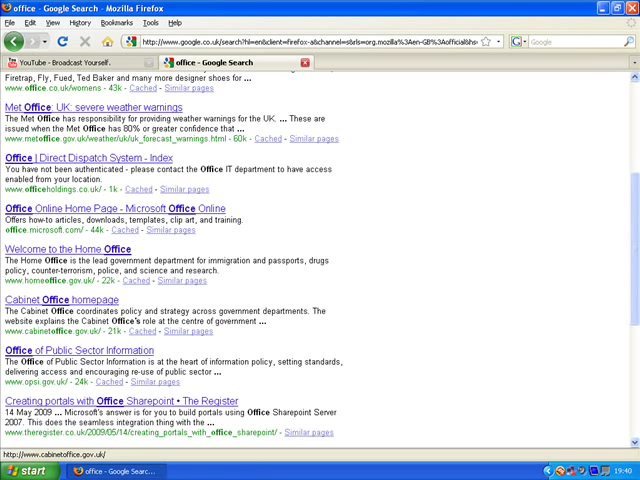 office - Google Search - Mozilla Firefox
File Edit View History Bookmarks Tools Help
http://www.google.co.uk/search?hl=en&client=firefox-a&channel=s&rls=org.mozilla%3Aen-GB%3Aofficial&hs
Google
YouTube - Broadcast Yourself.
office - Google Search
Firetrap, Fly, Fued, Ted Baker and many more designer shoes for ...
www.office.co.uk/womens - 43k - Cached - Similar pages
Met Office: UK: severe weather warnings
The Met Office has responsibility for providing weather warnings for the UK. ... These are
issued when the Met Office has 80% or greater confidence that ...
www.metoffice.gov.uk/weather/uk/uk_forecast_warnings.html - 60k - Cached - Similar pages
Office | Direct Dispatch System - Index
You have not been authenticated - please contact the Office IT department to have access
enabled from your location.
www.officeholdings.co.uk/ - 1k - Cached - Similar pages
Office Online Home Page - Microsoft Office Online
Offers how-to articles, downloads, templates, clip art, and training.
office.microsoft.com/ - 44k - Cached - Similar pages
Welcome to the Home Office
The Home Office is the lead government department for immigration and passports, drugs
policy, counter-terrorism, police, and science and research.
www.homeoffice.gov.uk/ - 22k - Cached - Similar pages
Cabinet Office homepage
The Cabinet Office coordinates policy and strategy across government departments. The
website explains the Cabinet Office's role at the centre of government ...
www.cabinetoffice.gov.uk/ - 21k - Cached - Similar pages
Office of Public Sector Information
The Office of Public Sector Information is at the heart of information policy, setting standards,
delivering access and encouraging re-use of public sector ...
www.opsi.gov.uk/ - 24k - Cached - Similar pages
Creating portals with Office Sharepoint • The Register
14 May 2009 ... Microsoft's answer is for you to build portals using Office Sharepoint Server
2007. This does the seamless integration thing with the ...
www.theregister.co.uk/2009/05/14/creating_portals_with_office_sharepoint/ - Similar pages
http://www.cabinetoffice.gov.uk/
start
office - Google Searc...
19:40